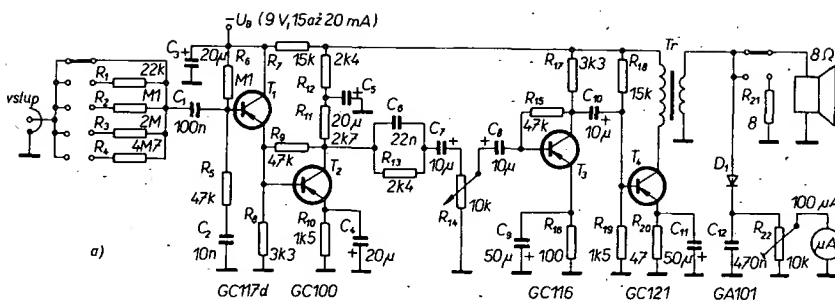 −U_B (9 V, 15 až 20 mA)
C3 20μ
R6 M1
R7 15k
T1
2k4
R12
C5 20μ
R11 2k7
vstup
R1 22k
R2 M1
R3 2M
R4 4M7
C1 100n
R5 47k
C2 10n
R9 47k
T2
R8 3k3
R10 1k5
C4 20μ
C6 22n
R13 2k4
C7 10μ
R14 10k
C8 10μ
R15 47k
R17 3k3
T3
C9 50μ
R16 100
C10 10μ
R18 15k
T4
R19 1k5
R20 47
C11 50μ
Tr
R21 8
8Ω
D1
C12 470n
R22 10k
100 μA
μA
a)
GC117d GC100 GC116 GC121 GA101